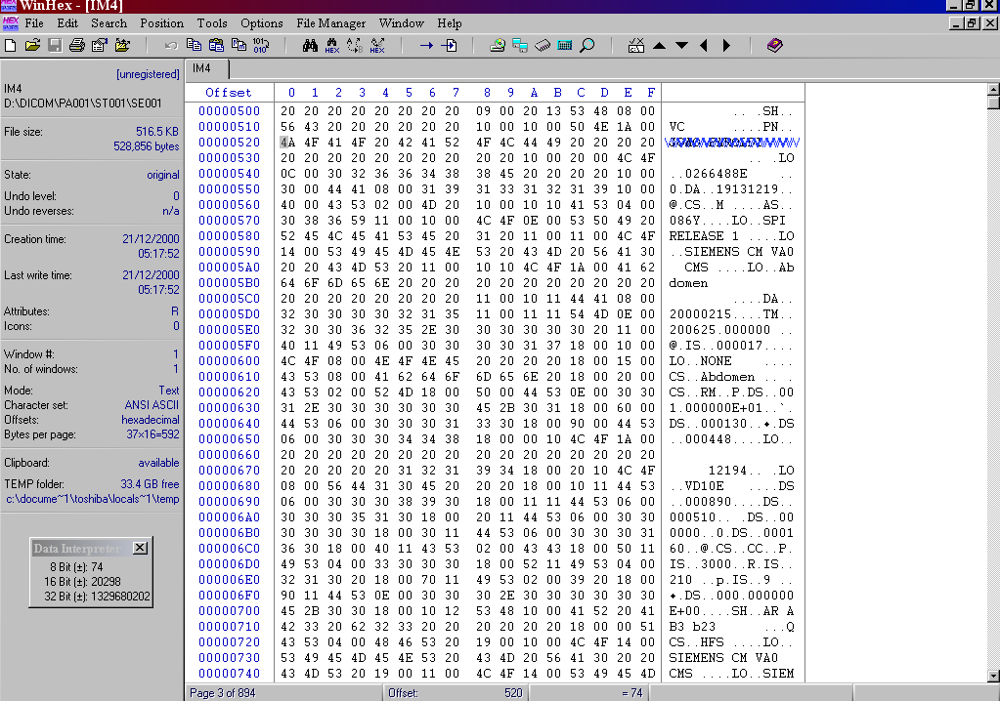 WinHex - [IM4]
File Edit Search Position Tools Options File Manager Window Help
[unregistered]
IM4
D:\DICOM\PA001\ST001\SE001
File size: 516.5 KB
528,856 bytes
State: original
Undo level: 0
Undo reverses: n/a
Creation time: 21/12/2000
05:17:52
Last write time: 21/12/2000
05:17:52
Attributes: R
Icons: 0
Window #: 1
No. of windows: 1
Mode: Text
Character set: ANSI ASCII
Offsets: hexadecimal
Bytes per page: 37×16=592
Clipboard: available
TEMP folder: 33.4 GB free
c:\docume~1\toshiba\locals~1\temp
Data Interpreter
8 Bit (±): 74
16 Bit (±): 20298
32 Bit (±): 1329680202
IM4
Offset 0 1 2 3 4 5 6 7 8 9 A B C D E F
00000500 20 20 20 20 20 20 20 20 09 00 20 13 53 48 08 00 .. .SH..
00000510 56 43 20 20 20 20 20 20 10 00 10 00 50 4E 1A 00 VC ....PN..
00000520 4A 4F 41 4F 20 42 41 52 4F 4C 44 49 20 20 20 20
00000530 20 20 20 20 20 20 20 20 20 20 10 00 00 00 4C 4F .. ..LO
00000540 0C 00 30 32 36 36 34 38 38 45 20 20 20 20 10 00 ..0266488E ..
00000550 30 00 44 41 08 00 31 39 31 33 31 32 31 39 10 00 0.DA..19131219..
00000560 40 00 43 53 02 00 4D 20 10 00 10 10 41 53 04 00 @.CS..M ....AS..
00000570 30 38 36 59 11 00 10 00 4C 4F 0E 00 53 50 49 20 086Y....LO..SPI
00000580 52 45 4C 45 41 53 45 20 31 20 11 00 11 00 4C 4F RELEASE 1 ....LO
00000590 14 00 53 49 45 4D 45 4E 53 20 43 4D 20 56 41 30 ..SIEMENS CM VA0
000005A0 20 20 43 4D 53 20 11 00 10 10 4C 4F 1A 00 41 62 CMS ....LO..Ab
000005B0 64 6F 6D 65 6E 20 20 20 20 20 20 20 20 20 20 20 domen
000005C0 20 20 20 20 20 20 20 20 11 00 10 11 44 41 08 00 ....DA..
000005D0 32 30 30 30 30 32 31 35 11 00 11 11 54 4D 0E 00 20000215....TM..
000005E0 32 30 30 36 32 35 2E 30 30 30 30 30 30 20 11 00 200625.000000 ..
000005F0 40 11 49 53 06 00 30 30 30 30 31 37 18 00 10 00 @.IS..000017....
00000600 4C 4F 08 00 4E 4F 4E 45 20 20 20 20 18 00 15 00 LO..NONE ....
00000610 43 53 08 00 41 62 64 6F 6D 65 6E 20 18 00 20 00 CS..Abdomen .. .
00000620 43 53 02 00 52 4D 18 00 50 00 44 53 0E 00 30 30 CS..RM..P.DS..00
00000630 31 2E 30 30 30 30 30 30 45 2B 30 31 18 00 60 00 1.000000E+01..`.
00000640 44 53 06 00 30 30 30 31 33 30 18 00 90 00 44 53 DS..000130..♦.DS
00000650 06 00 30 30 30 34 34 38 18 00 00 10 4C 4F 1A 00 ..000448....LO..
00000660 20 20 20 20 20 20 20 20 20 20 20 20 20 20 20 20
00000670 20 20 20 20 20 31 32 31 39 34 18 00 20 10 4C 4F 12194.. .LO
00000680 08 00 56 44 31 30 45 20 20 20 18 00 10 11 44 53 ..VD10E ....DS
00000690 06 00 30 30 30 38 39 30 18 00 11 11 44 53 06 00 ..000890....DS..
000006A0 30 30 30 35 31 30 18 00 20 11 44 53 06 00 30 30 000510.. .DS..00
000006B0 30 30 30 30 18 00 30 11 44 53 06 00 30 30 30 31 0000..0.DS..0001
000006C0 36 30 18 00 40 11 43 53 02 00 43 43 18 00 50 11 60..@.CS..CC..P.
000006D0 49 53 04 00 33 30 30 30 18 00 52 11 49 53 04 00 IS..3000..R.IS..
000006E0 32 31 30 20 18 00 70 11 49 53 02 00 39 20 18 00 210 ..p.IS..9 ..
000006F0 90 11 44 53 0E 00 30 30 30 2E 30 30 30 30 30 30 ♦.DS..000.000000
00000700 45 2B 30 30 18 00 10 12 53 48 10 00 41 52 20 41 E+00....SH..AR A
00000710 42 33 20 62 32 33 20 20 20 20 20 20 18 00 00 51 B3 b23 ...Q
00000720 43 53 04 00 48 46 53 20 19 00 10 00 4C 4F 14 00 CS..HFS ....LO..
00000730 53 49 45 4D 45 4E 53 20 43 4D 20 56 41 30 20 20 SIEMENS CM VA0
00000740 43 4D 53 20 19 00 11 00 4C 4F 14 00 53 49 45 4D CMS ....LO..SIEM
Page 3 of 894 Offset: 520 = 74